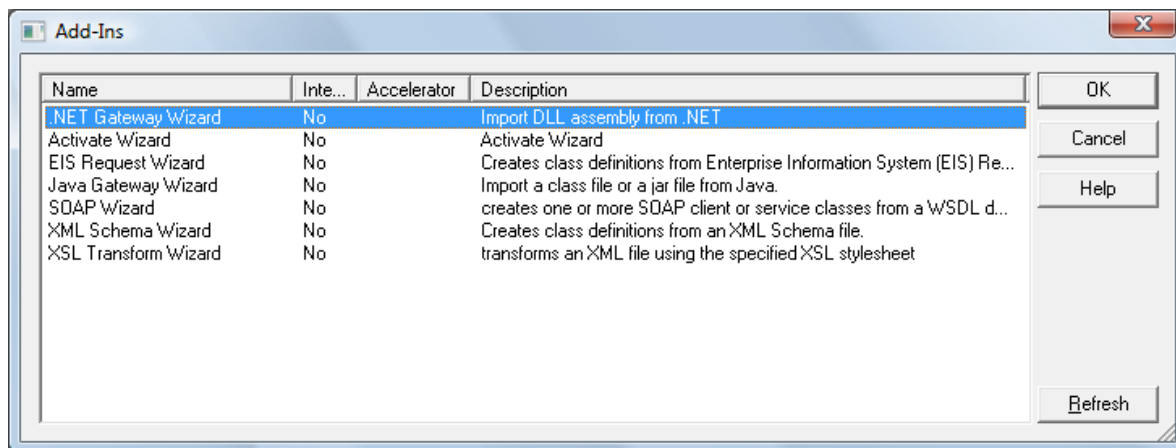 Add-Ins
Name Inte... Accelerator Description
.NET Gateway Wizard No Import DLL assembly from .NET
Activate Wizard No Activate Wizard
EIS Request Wizard No Creates class definitions from Enterprise Information System (EIS) Re...
Java Gateway Wizard No Import a class file or a jar file from Java.
SOAP Wizard No creates one or more SOAP client or service classes from a WSDL d...
XML Schema Wizard No Creates class definitions from an XML Schema file.
XSL Transform Wizard No transforms an XML file using the specified XSL stylesheet
OK
Cancel
Help
Refresh